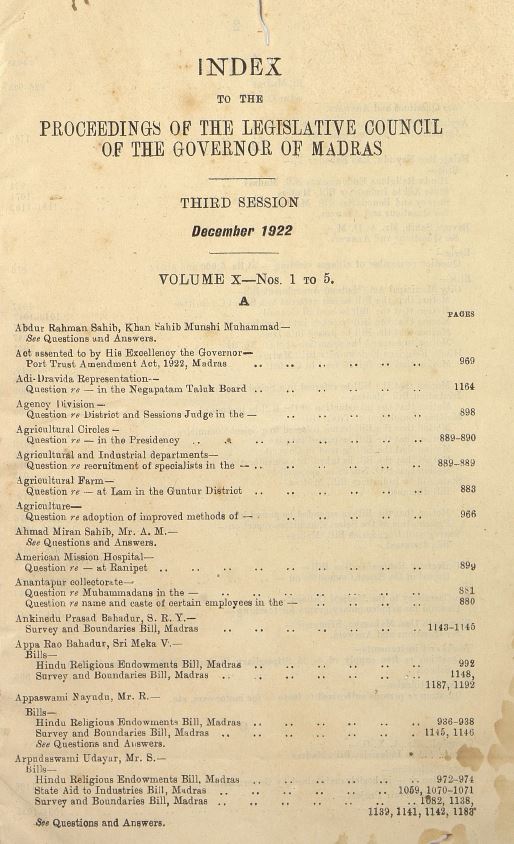 INDEX
TO THE
PROCEEDINGS OF THE LEGISLATIVE COUNCIL
OF THE GOVERNOR OF MADRAS
THIRD SESSION
December 1922
VOLUME X—Nos. 1 to 5.
A
PAGES
Abdur Rahman Sahib, Khan Sahib Munshi Muhammad—
See Questions and Answers.
Act assented to by His Excellency the Governor—
Port Trust Amendment Act, 1922, Madras .. .. .. .. .. 969
Adi-Dravida Representation—
Question re — in the Negapatam Taluk Board .. .. .. .. .. 1164
Agency Division—
Question re District and Sessions Judge in the — .. .. .. .. 898
Agricultural Circles—
Question re — in the Presidency .. .. .. .. .. .. .. 889-890
Agricultural and Industrial departments—
Question re recruitment of specialists in the — .. .. .. .. .. 889-889
Agricultural Farm—
Question re — at Lam in the Guntur District .. .. .. .. .. 883
Agriculture—
Question re adoption of improved methods of — .. .. .. .. 966
Ahmad Miran Sahib, Mr. A. M.—
See Questions and Answers.
American Mission Hospital—
Question re — at Ranipet .. .. .. .. .. .. .. .. 899
Anantapur collectorate—
Question re Muhammadans in the — .. .. .. .. .. .. 881
Question re name and caste of certain employees in the — .. .. .. 880
Ankinedu Prasad Bahadur, S. R. Y.—
Survey and Boundaries Bill, Madras .. .. .. .. .. .. 1143-1145
Appa Rao Bahadur, Sri Meka V.—
Bills—
Hindu Religious Endowments Bill, Madras .. .. .. .. .. 992
Survey and Boundaries Bill, Madras .. .. .. .. .. .. 1148,
1187, 1192
Appaswami Nayudu, Mr. R.—
Bills—
Hindu Religious Endowments Bill, Madras .. .. .. .. .. 936-938
Survey and Boundaries Bill, Madras .. .. .. .. .. .. 1145, 1146
See Questions and Answers.
Arpudaswami Udayar, Mr. S.—
Bills—
Hindu Religious Endowments Bill, Madras .. .. .. .. .. 972-974
State Aid to Industries Bill, Madras .. .. .. .. 1059, 1070-1071
Survey and Boundaries Bill, Madras .. .. .. .. .. 1082, 1138,
1139, 1141, 1142, 1183
See Questions and Answers.